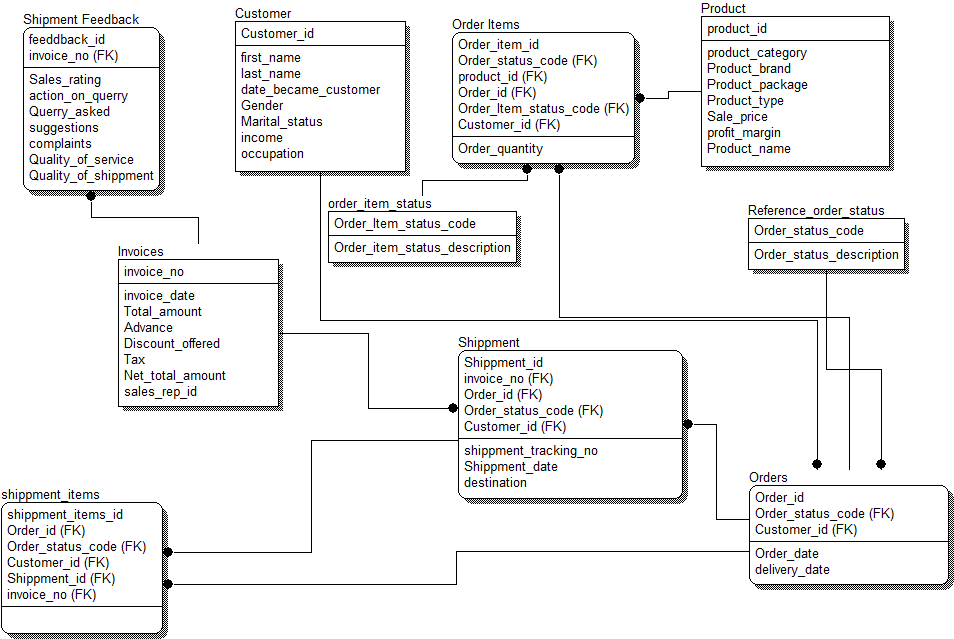 Shipment Feedback
feeddback_id
invoice_no (FK)
Sales_rating
action_on_querry
Querry_asked
suggestions
complaints
Quality_of_service
Quality_of_shippment
Customer
Customer_id
first_name
last_name
date_became_customer
Gender
Marital_status
income
occupation
Order Items
Order_item_id
Order_status_code (FK)
product_id (FK)
Order_id (FK)
Order_Item_status_code (FK)
Customer_id (FK)
Order_quantity
Product
product_id
product_category
Product_brand
Product_package
Product_type
Sale_price
profit_margin
Product_name
order_item_status
Order_Item_status_code
Order_item_status_description
Reference_order_status
Order_status_code
Order_status_description
Invoices
invoice_no
invoice_date
Total_amount
Advance
Discount_offered
Tax
Net_total_amount
sales_rep_id
Shippment
Shippment_id
invoice_no (FK)
Order_id (FK)
Order_status_code (FK)
Customer_id (FK)
shippment_tracking_no
Shippment_date
destination
shippment_items
shippment_items_id
Order_id (FK)
Order_status_code (FK)
Customer_id (FK)
Shippment_id (FK)
invoice_no (FK)
Orders
Order_id
Order_status_code (FK)
Customer_id (FK)
Order_date
delivery_date